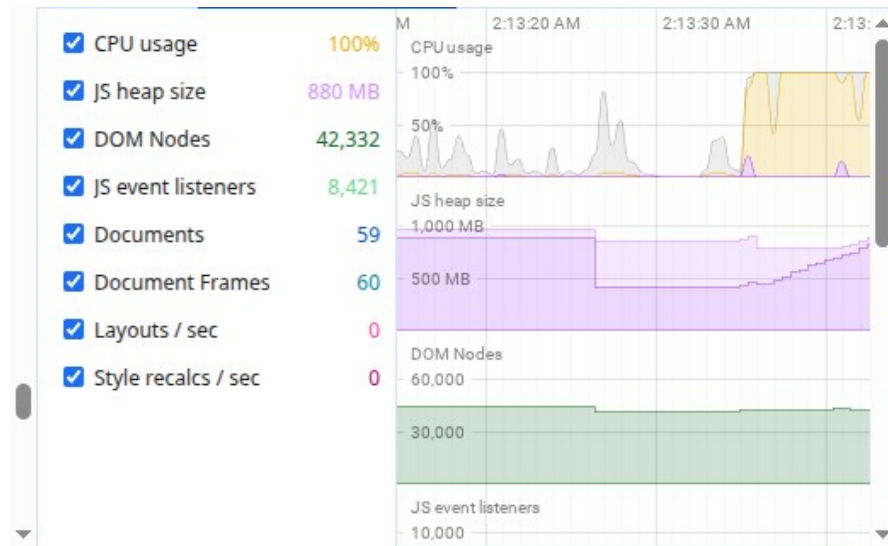 CPU usage 100%
JS heap size 880 MB
DOM Nodes 42,332
JS event listeners 8,421
Documents 59
Document Frames 60
Layouts / sec 0
Style recalcs / sec 0
M 2:13:20 AM 2:13:30 AM 2:13:
CPU usage
100%
50%
JS heap size
1,000 MB
500 MB
DOM Nodes
60,000
30,000
JS event listeners
10,000